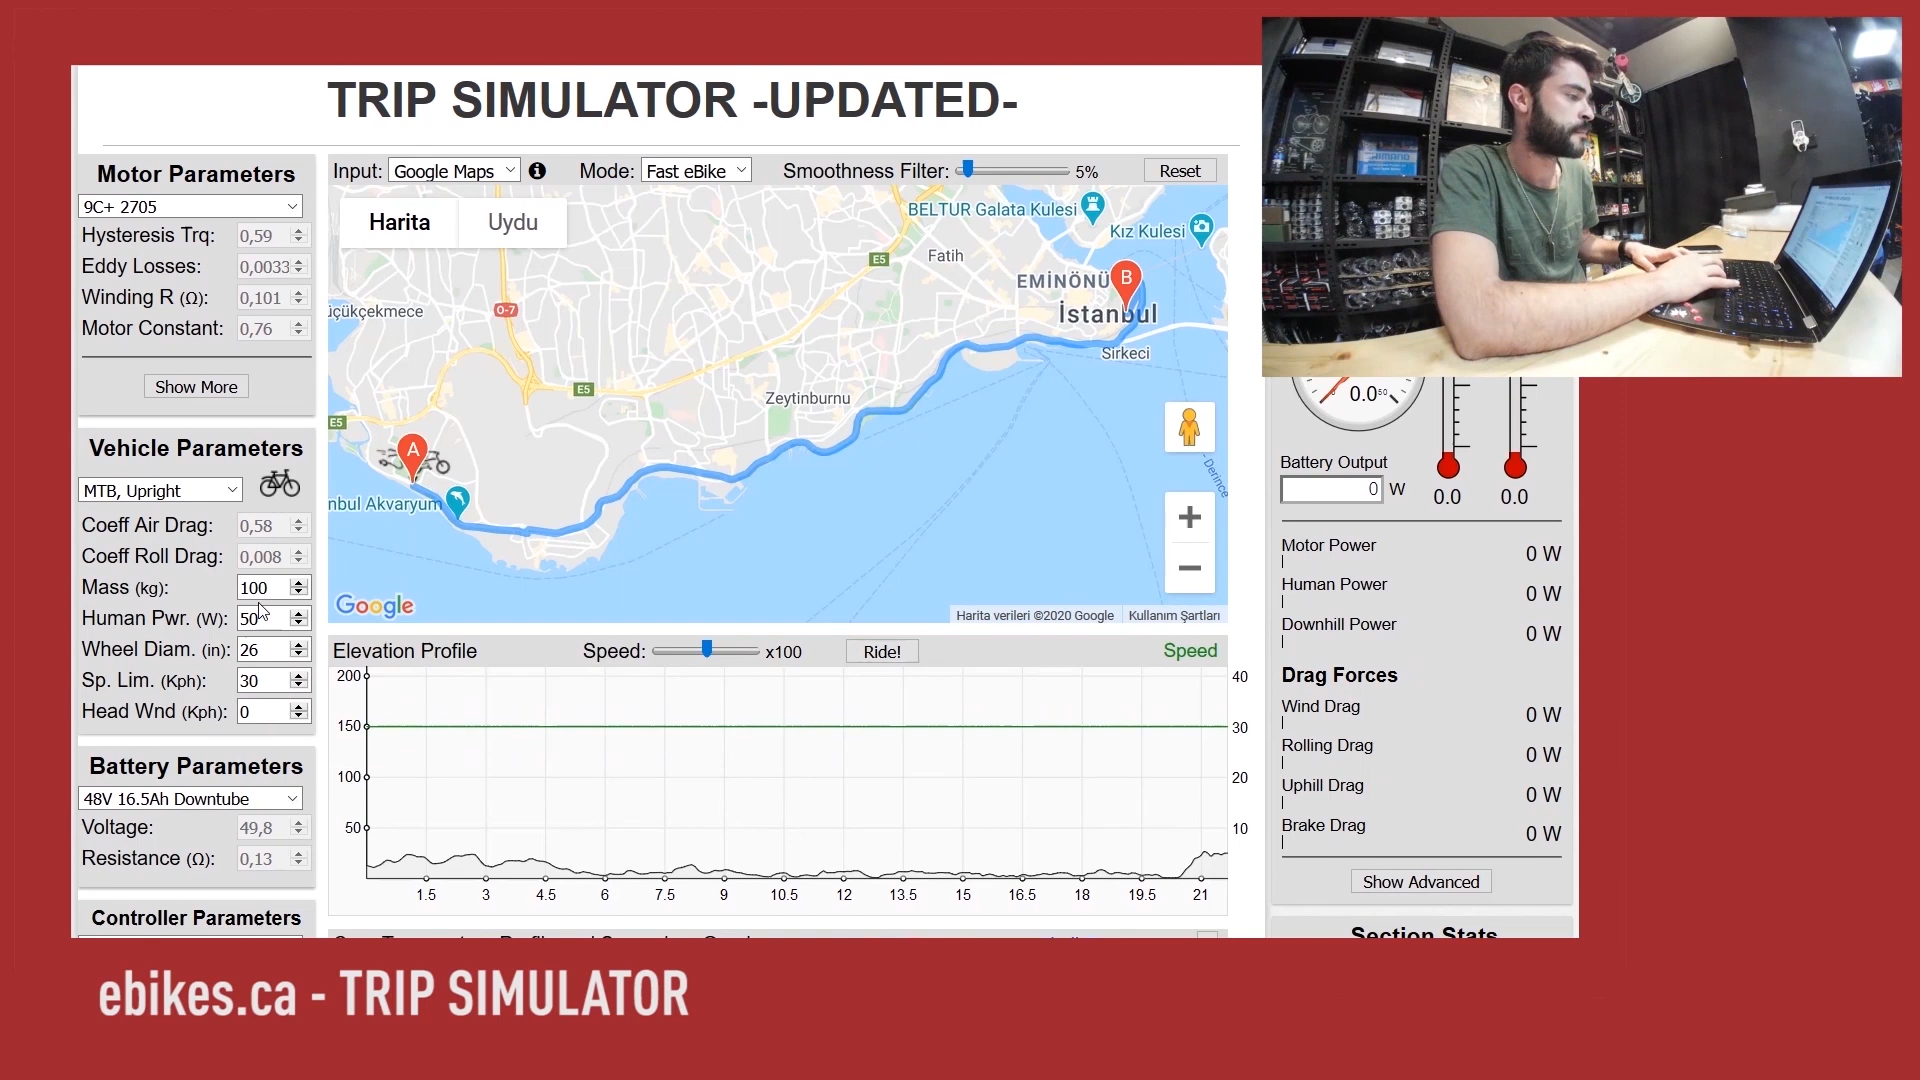 TRIP SIMULATOR -UPDATED-
Motor Parameters
9C+ 2705
Hysteresis Trq: 0,59
Eddy Losses: 0,0033
Winding R (Ω): 0,101
Motor Constant: 0,76
Show More
Vehicle Parameters
MTB, Upright
Coeff Air Drag: 0,58
Coeff Roll Drag: 0,008
Mass (kg): 100
Human Pwr. (W): 50
Wheel Diam. (in): 26
Sp. Lim. (Kph): 30
Head Wnd (Kph): 0
Battery Parameters
48V 16.5Ah Downtube
Voltage: 49,8
Resistance (Ω): 0,13
Controller Parameters
Input: Google Maps Mode: Fast eBike Smoothness Filter: 5% Reset
Harita Uydu
BELTUR Galata Kulesi
Kız Kulesi
E5
Fatih
EMİNÖNÜ
B
O-7
üçükçekmece
İstanbul
Sirkeci
E5
Zeytinburnu
E5
A
nbul Akvaryum
Derince
Google
Harita verileri ©2020 Google Kullanım Şartları
Elevation Profile Speed: x100 Ride! Speed
200 40
150 30
100 20
50 10
1.5 3 4.5 6 7.5 9 10.5 12 13.5 15 16.5 18 19.5 21
SHIMANO
0.0 50
Battery Output
0 W
0.0 0.0
Motor Power 0 W
Human Power 0 W
Downhill Power 0 W
Drag Forces
Wind Drag 0 W
Rolling Drag 0 W
Uphill Drag 0 W
Brake Drag 0 W
Show Advanced
Section Stats
ebikes.ca - TRIP SIMULATOR